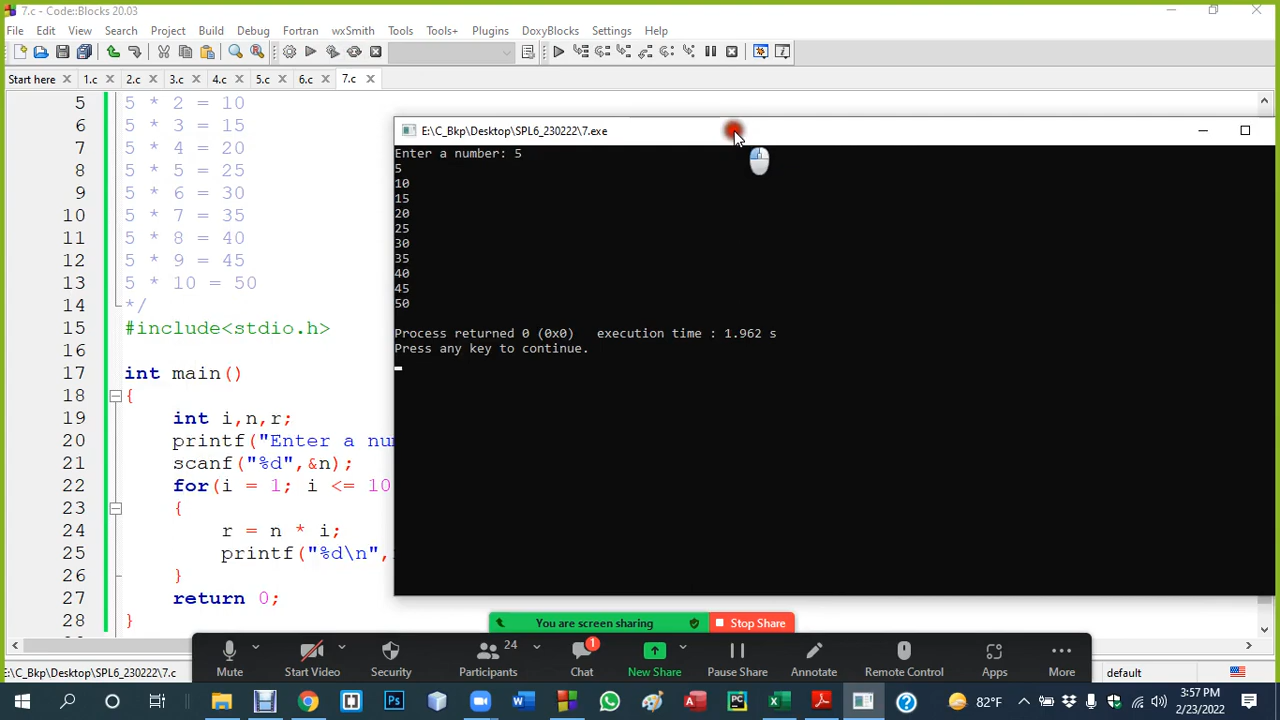 7.c - Code::Blocks 20.03
File Edit View Search Project Build Debug Fortran wxSmith Tools Tools+ Plugins DoxyBlocks Settings Help
Start here 1.c 2.c 3.c 4.c 5.c 6.c 7.c
5 5 * 2 = 10
6 5 * 3 = 15
7 5 * 4 = 20
8 5 * 5 = 25
9 5 * 6 = 30
10 5 * 7 = 35
11 5 * 8 = 40
12 5 * 9 = 45
13 5 * 10 = 50
14 */
15 #include<stdio.h>
16
17 int main()
18 {
19 int i,n,r;
20 printf("Enter a nu
21 scanf("%d",&n);
22 for(i = 1; i <= 10
23 {
24 r = n * i;
25 printf("%d\n",
26 }
27 return 0;
28 }
E:\C_Bkp\Desktop\SPL6_230222\7.exe
Enter a number: 5
5
10
15
20
25
30
35
40
45
50
Process returned 0 (0x0) execution time : 1.962 s
Press any key to continue.
You are screen sharing Stop Share
Mute Start Video Security 24 Participants 1 Chat New Share Pause Share Annotate Remote Control Apps More
E:\C_Bkp\Desktop\SPL6_230222\7.c default
82°F 3:57 PM
2/23/2022